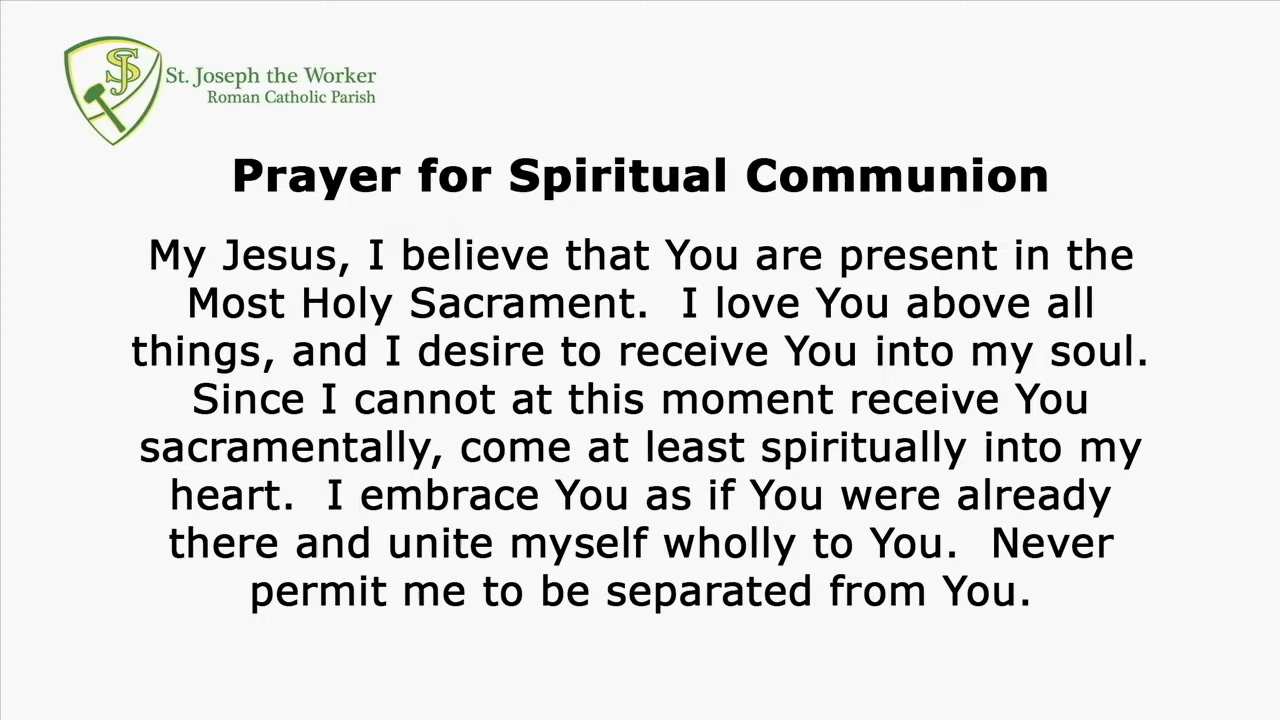 SJ
St. Joseph the Worker
Roman Catholic Parish
Prayer for Spiritual Communion
My Jesus, I believe that You are present in the
Most Holy Sacrament.  I love You above all
things, and I desire to receive You into my soul.
Since I cannot at this moment receive You
sacramentally, come at least spiritually into my
heart.  I embrace You as if You were already
there and unite myself wholly to You.  Never
permit me to be separated from You.